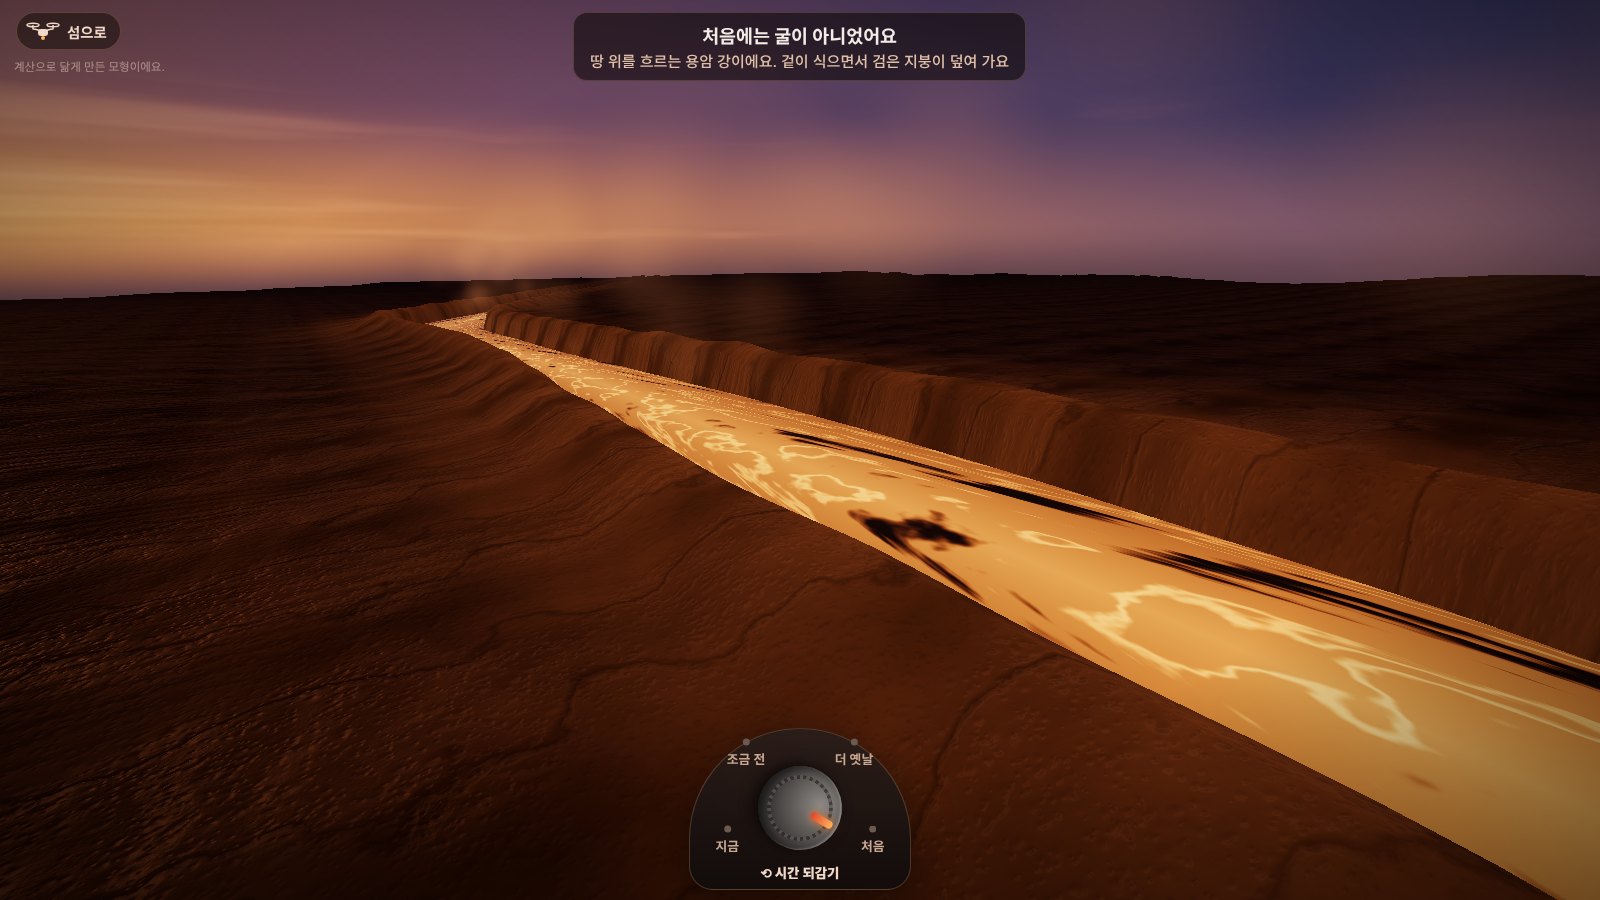 섬으로
계산으로 닮게 만든 모형이에요.
처음에는 굴이 아니었어요
땅 위를 흐르는 용암 강이에요. 겉이 식으면서 검은 지붕이 덮여 가요
조금 전
더 옛날
지금
처음
⟲ 시간 되감기